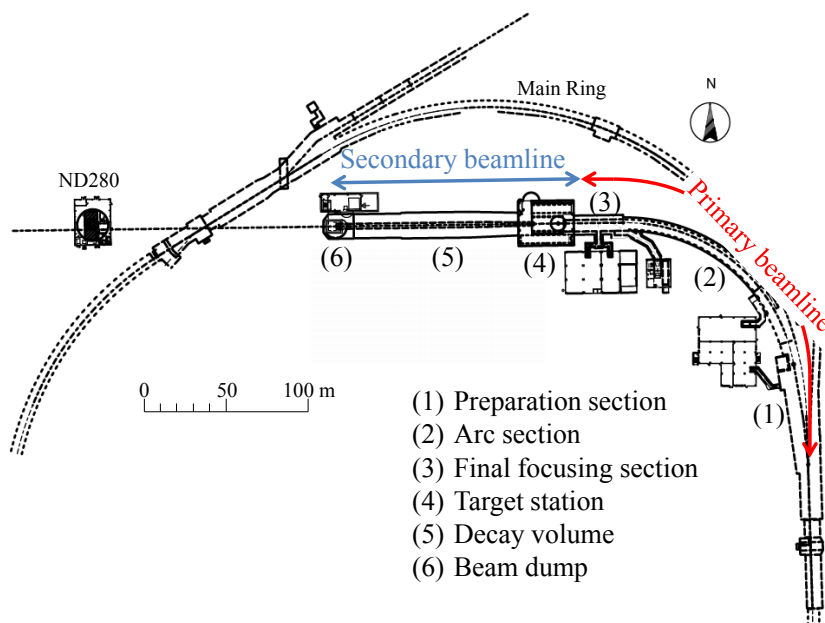 Main Ring
N
ND280
Secondary beamline
Primary beamline
(3)
(6)
(5)
(4)
(2)
(1)
0 50 100 m
(1) Preparation section
(2) Arc section
(3) Final focusing section
(4) Target station
(5) Decay volume
(6) Beam dump